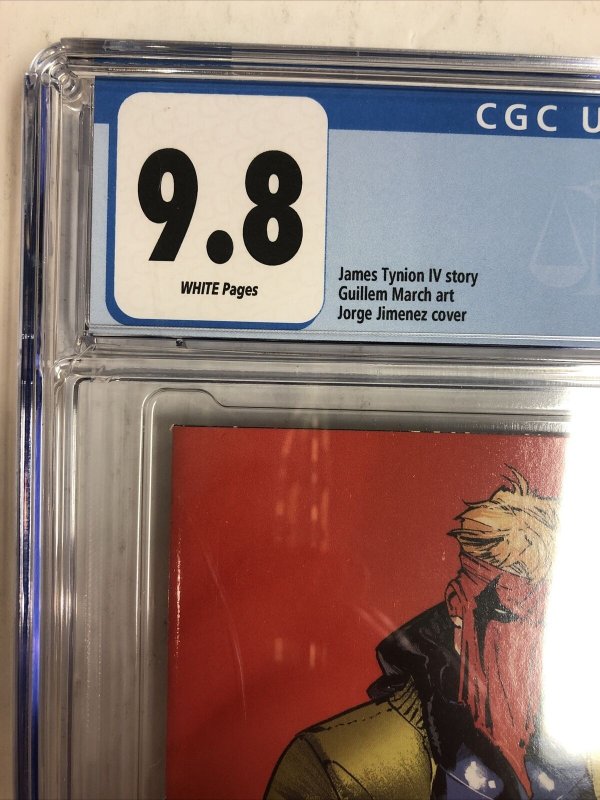 CGC U
9.8
WHITE Pages
James Tynion IV story
Guillem March art
Jorge Jimenez cover